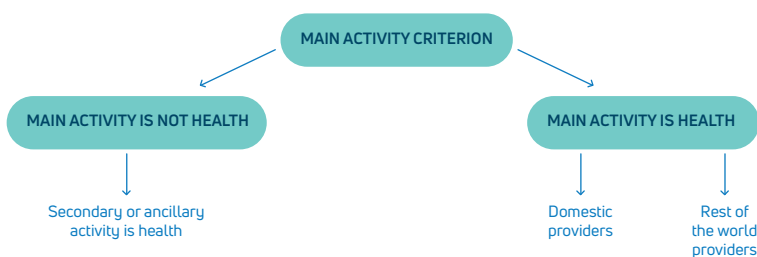 MAIN ACTIVITY CRITERION
MAIN ACTIVITY IS NOT HEALTH
MAIN ACTIVITY IS HEALTH
Secondary or ancillary
activity is health
Domestic
providers
Rest of
the world
providers